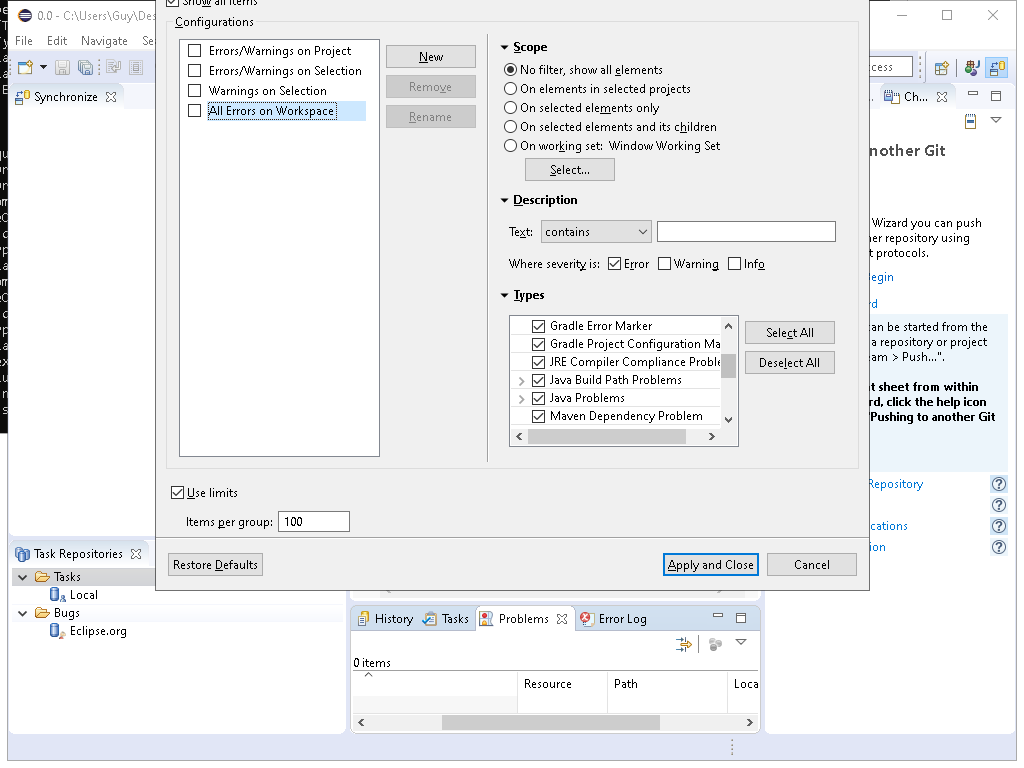 Show all items
0.0 - C:\Users\Guy\Des
File Edit Navigate Se
Synchronize
Configurations
Errors/Warnings on Project
Errors/Warnings on Selection
Warnings on Selection
All Errors on Workspace
New
Remove
Rename
Scope
No filter, show all elements
On elements in selected projects
On selected elements only
On selected elements and its children
On working set: Window Working Set
Select...
Description
Text: contains
Where severity is: Error Warning Info
Types
Gradle Error Marker
Gradle Project Configuration Ma
JRE Compiler Compliance Proble
Java Build Path Problems
Java Problems
Maven Dependency Problem
Select All
Deselect All
Use limits
Items per group: 100
Restore Defaults
Apply and Close
Cancel
cess
Ch...
nother Git
Wizard you can push
her repository using
t protocols.
egin
rd
an be started from the
a repository or project
am > Push...".
t sheet from within
rd, click the help icon
Pushing to another Git
Repository
cations
ion
Task Repositories
Tasks
Local
Bugs
Eclipse.org
History Tasks Problems Error Log
0 items
Resource Path Loca